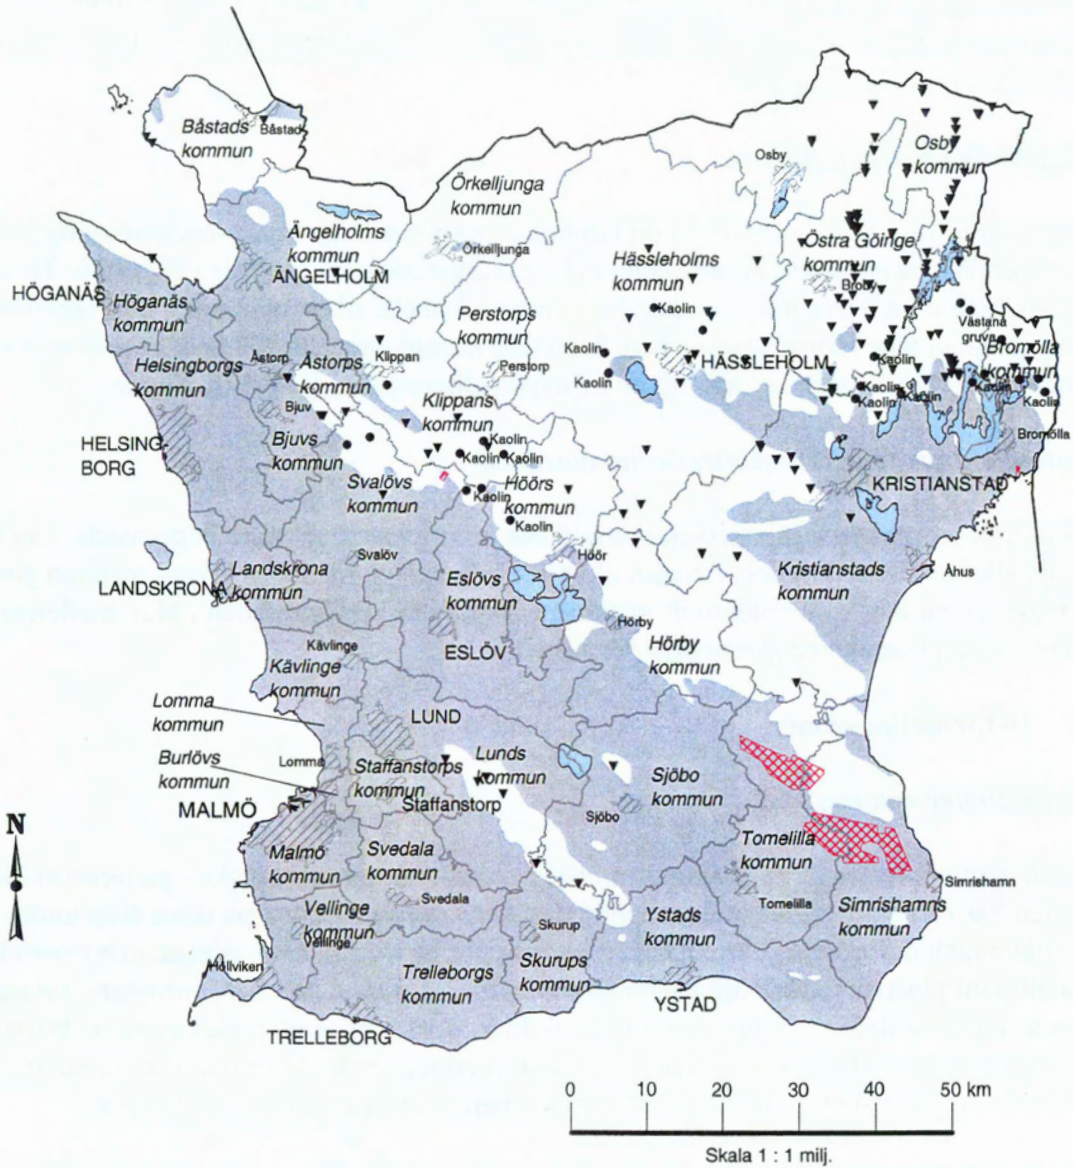 Båstads
kommun
Båstad
Osby
Osby
kommun
Örkelljunga
kommun
Örkelljunga
Ängelholms
kommun
ÄNGELHOLM
Hässleholms
kommun
Östra Göinge
kommun
Broby
HÖGANÄS
Höganäs
kommun
Kaolin
Västanå
gruva
Perstorps
kommun
Perstorp
Bromölla
kommun
Helsingborgs
kommun
Åstorp
Åstorps
kommun
Klippan
Kaolin
Kaolin
HÄSSLEHOLM
Kaolin
Kaolin
Kaolin
Kaolin
Kaolin
Bjuv
Klippans
kommun
Bromölla
HELSING-
BORG
Bjuvs
kommun
Kaolin
Kaolin
Kaolin
Svalövs
kommun
Kaolin
Höörs
kommun
Kaolin
KRISTIANSTAD
Svalöv
Höör
LANDSKRONA
Landskrona
kommun
Eslövs
kommun
Kristianstads
kommun
Åhus
Hörby
Hörby
kommun
Kävlinge
ESLÖV
Kävlinge
kommun
Lomma
kommun
LUND
Burlövs
kommun
Lomma
Staffanstorps
kommun
Lunds
kommun
Sjöbo
kommun
MALMÖ
Staffanstorp
Sjöbo
N
Malmö
kommun
Svedala
kommun
Tomelilla
kommun
Simrishamn
Svedala
Tomelilla
Vellinge
kommun
Vellinge
Skurup
Ystads
kommun
Simrishamns
kommun
Höllviken
Trelleborgs
kommun
Skurups
kommun
YSTAD
TRELLEBORG
0 10 20 30 40 50 km
Skala 1 : 1 milj.